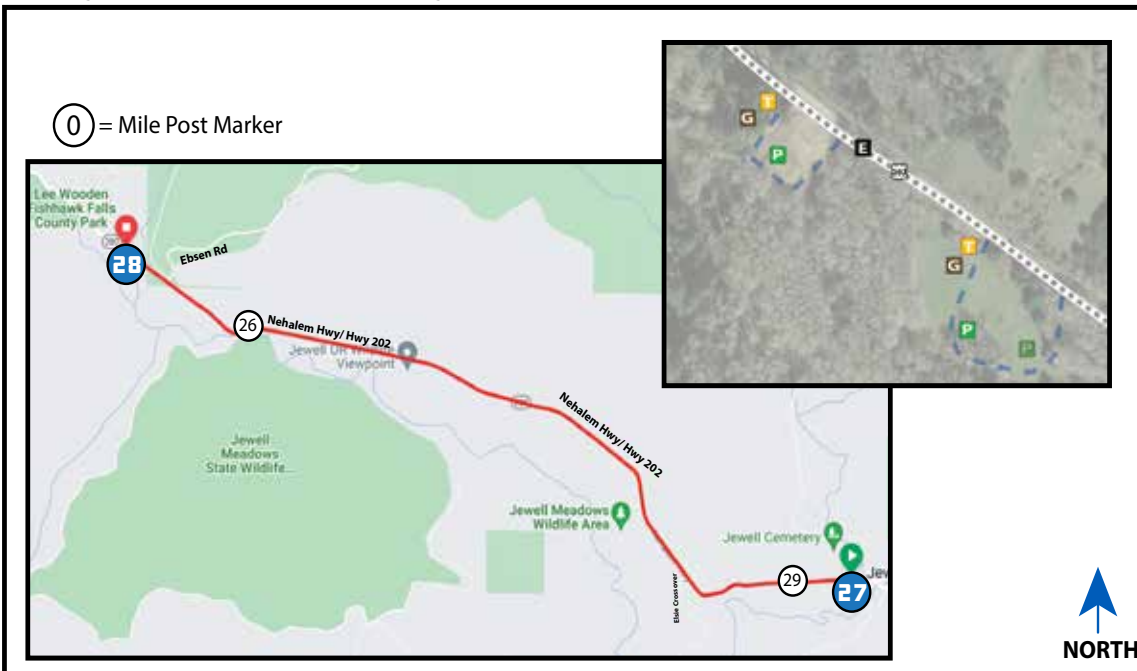 0 = Mile Post Marker
Lee Wooden
Fishhawk Falls
County Park
28
Ebsen Rd
26
Nehalem Hwy/ Hwy 202
Jewell
Viewpoint
Nehalem Hwy/ Hwy 202
Jewell
Meadows
State Wildlife...
Jewell Meadows
Wildlife Area
Elsie Crossover
Jewell Cemetery
29
27
T
G
P
E
T
G
P
P
NORTH